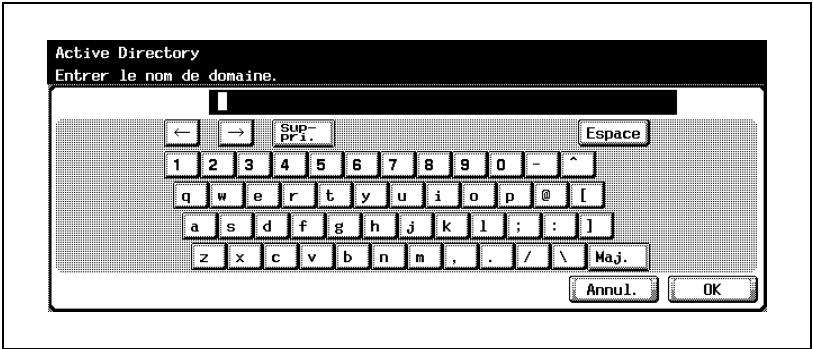 Active Directory
Entrer le nom de domaine.
← → Sup-
pri. Espace
1 2 3 4 5 6 7 8 9 0 - ^
q w e r t y u i o p @ [
a s d f g h j k l ; : ]
z x c v b n m , . / \ Maj.
Annul. OK